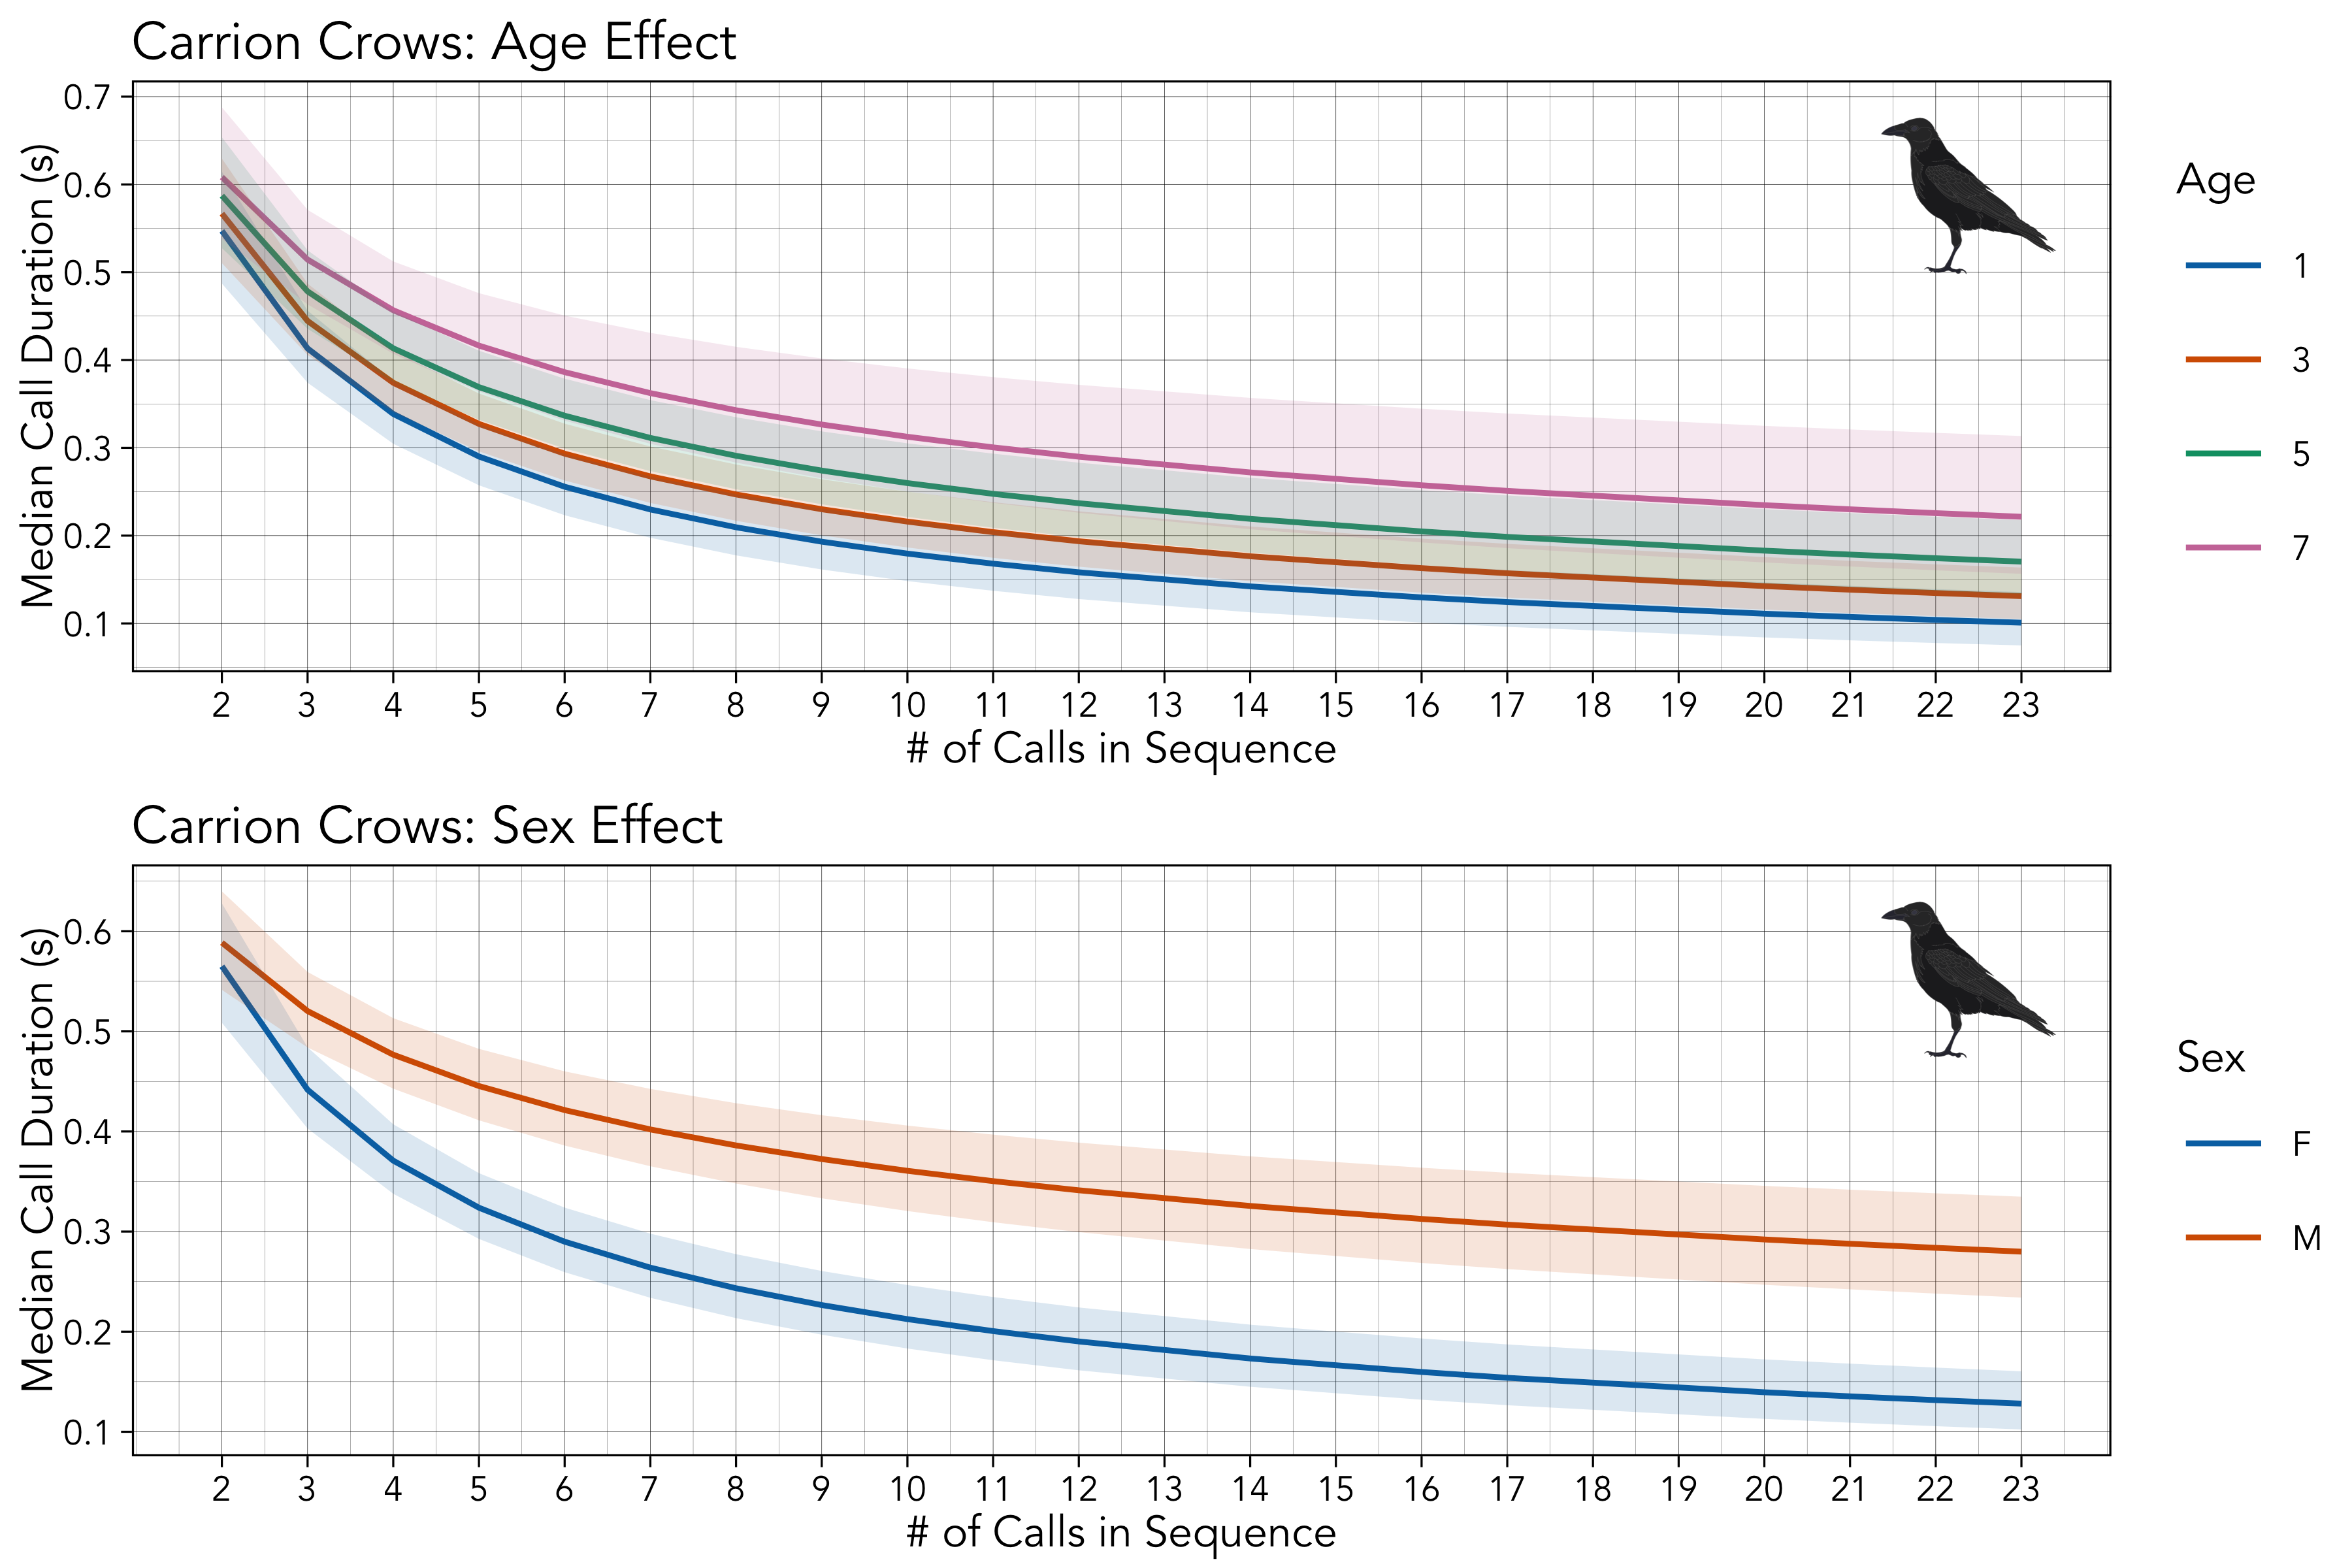 Carrion Crows: Age Effect
Median Call Duration (s)
0.7
0.6
0.5
0.4
0.3
0.2
0.1
2 3 4 5 6 7 8 9 10 11 12 13 14 15 16 17 18 19 20 21 22 23
# of Calls in Sequence
Age
1
3
5
7
Carrion Crows: Sex Effect
Median Call Duration (s)
0.6
0.5
0.4
0.3
0.2
0.1
2 3 4 5 6 7 8 9 10 11 12 13 14 15 16 17 18 19 20 21 22 23
# of Calls in Sequence
Sex
F
M